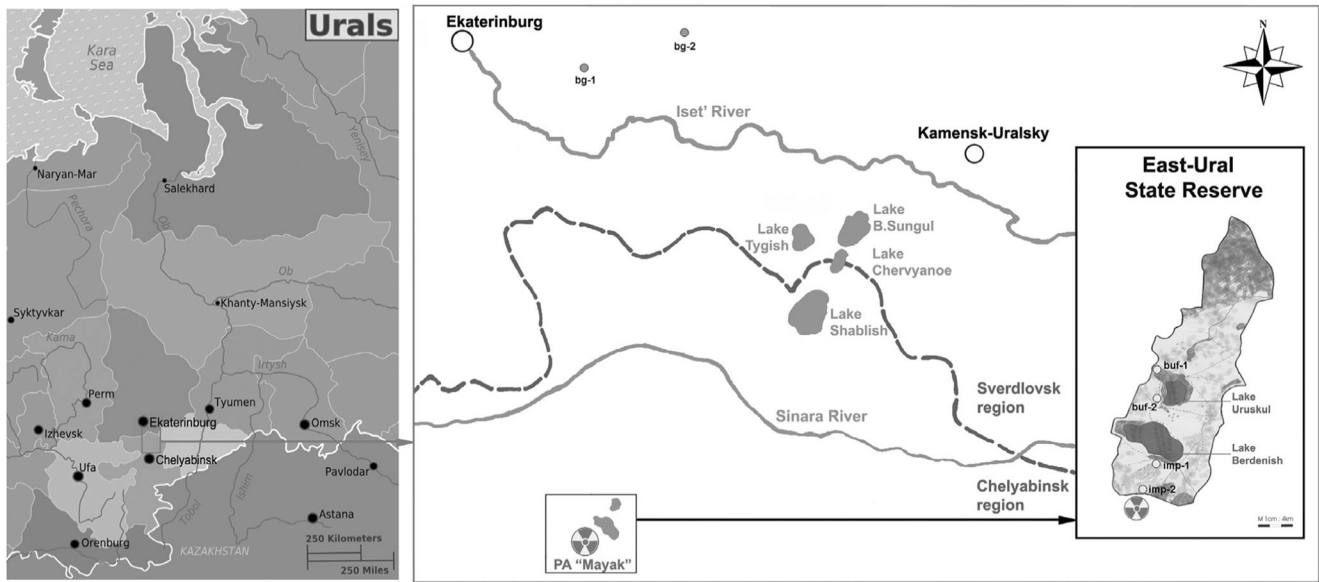 Urals
Kara
Sea
Yenisey
Naryan-Mar
Salekhard
Pechora
Ob
Ob
Khanty-Mansiysk
Syktyvkar
Kama
Irtysh
Perm
Tyumen
Ekaterinburg
Omsk
Izhevsk
Chelyabinsk
Ufa
Pavlodar
Tobol
Ishim
Astana
Orenburg
KAZAKHSTAN
250 Kilometers
250 Miles
Ekaterinburg
bg-2
bg-1
N
Iset' River
Kamensk-Uralsky
Lake
B.Sungul
Lake
Tygish
Lake
Chervyanoe
Lake
Shablish
Sverdlovsk
region
Sinara River
Chelyabinsk
region
PA “Mayak”
East-Ural
State Reserve
buf-1
buf-2
Lake
Uruskul
Lake
Berdenish
imp-1
imp-2
M 1cm : 4km